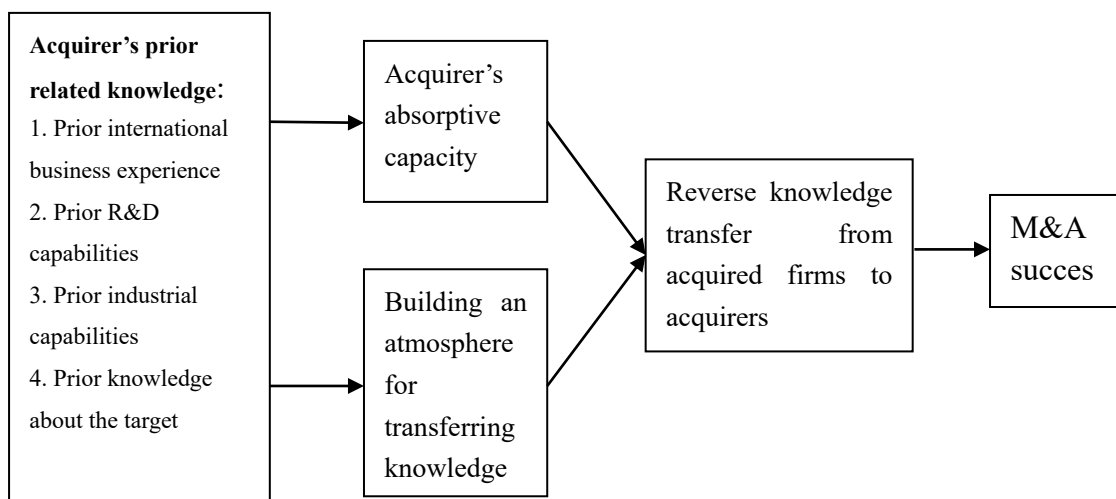 Acquirer’s prior
related knowledge:
1. Prior international
business experience
2. Prior R&D
capabilities
3. Prior industrial
capabilities
4. Prior knowledge
about the target
Acquirer’s
absorptive
capacity
Building an
atmosphere
for
transferring
knowledge
Reverse knowledge
transfer from
acquired firms to
acquirers
M&A
succes